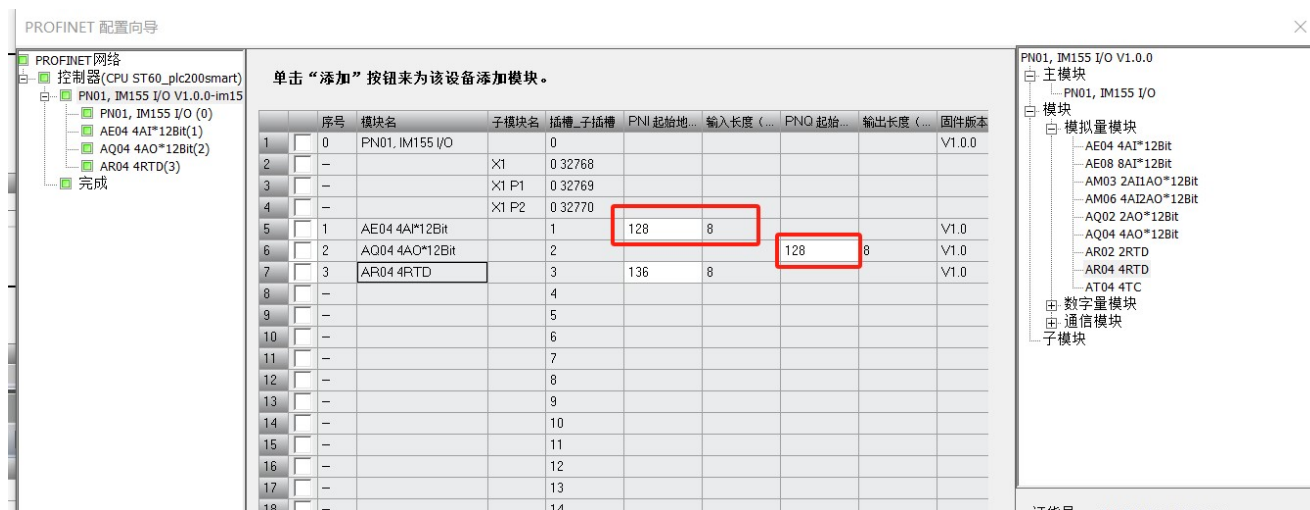 PROFINET 配置向导
PROFINET网络
控制器(CPU ST60_plc200smart)
PN01, IM155 I/O V1.0.0-im15
PN01, IM155 I/O (0)
AE04 4AI*12Bit(1)
AQ04 4AO*12Bit(2)
AR04 4RTD(3)
完成
单击“添加”按钮来为该设备添加模块。
序号 模块名 子模块名 插槽_子插槽 PNI 起始地... 输入长度 (... PNQ 起始... 输出长度 (... 固件版本
1 0 PN01, IM155 I/O 0 V1.0.0
2 – X1 0 32768
3 – X1 P1 0 32769
4 – X1 P2 0 32770
5 1 AE04 4AI*12Bit 1 128 8 V1.0
6 2 AQ04 4AO*12Bit 2 128 8 V1.0
7 3 AR04 4RTD 3 136 8 V1.0
8 – 4
9 – 5
10 – 6
11 – 7
12 – 8
13 – 9
14 – 10
15 – 11
16 – 12
17 – 13
18 – 14
PN01, IM155 I/O V1.0.0
主模块
PN01, IM155 I/O
模块
模拟量模块
AE04 4AI*12Bit
AE08 8AI*12Bit
AM03 2AI1AO*12Bit
AM06 4AI2AO*12Bit
AQ02 2AO*12Bit
AQ04 4AO*12Bit
AR02 2RTD
AR04 4RTD
AT04 4TC
数字量模块
通信模块
子模块